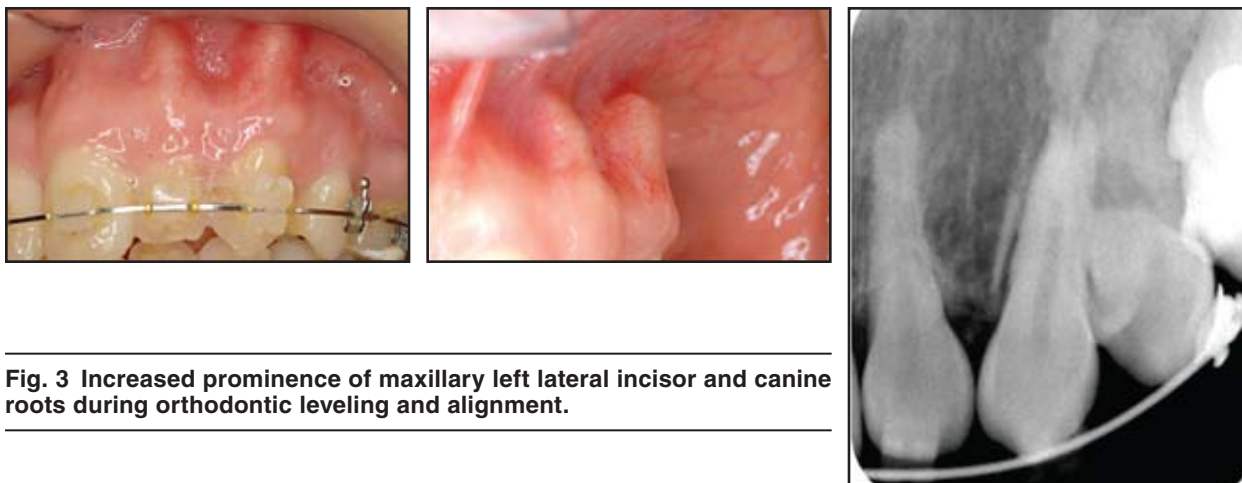 Fig. 3 Increased prominence of maxillary left lateral incisor and canine
roots during orthodontic leveling and alignment.